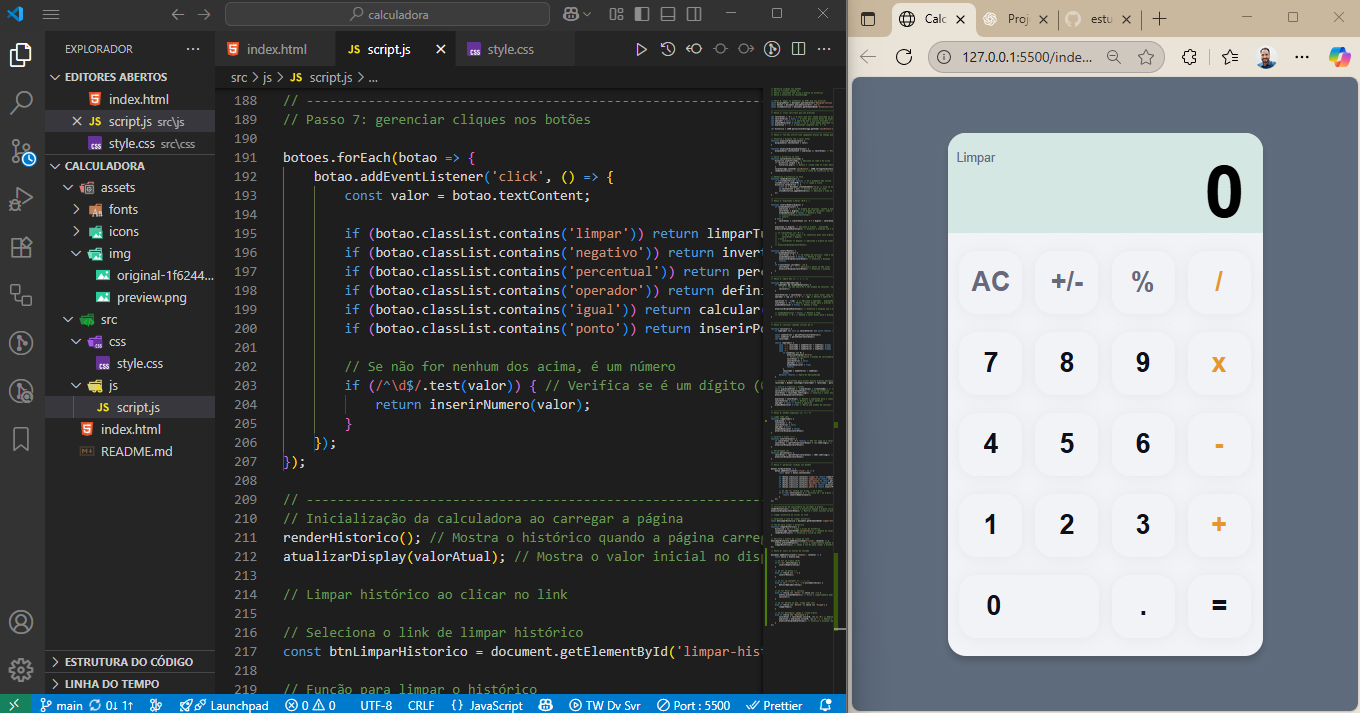 calculadora
EXPLORADOR
EDITORES ABERTOS
index.html
script.js src\js
style.css src\css
CALCULADORA
assets
fonts
icons
img
original-1f6244...
preview.png
src
css
style.css
js
script.js
index.html
README.md
ESTRUTURA DO CÓDIGO
LINHA DO TEMPO
index.html
JS script.js
style.css
src > js > JS script.js > ...
188 // ------------------------------------------------------------
189 // Passo 7: gerenciar cliques nos botões
190
191 botoes.forEach(botao => {
192 botao.addEventListener('click', () => {
193 const valor = botao.textContent;
194
195 if (botao.classList.contains('limpar')) return limparTu
196 if (botao.classList.contains('negativo')) return invert
197 if (botao.classList.contains('percentual')) return perc
198 if (botao.classList.contains('operador')) return defini
199 if (botao.classList.contains('igual')) return calcular(
200 if (botao.classList.contains('ponto')) return inserirPo
201
202 // Se não for nenhum dos acima, é um número
203 if (/^\d$/.test(valor)) { // Verifica se é um dígito (0
204 return inserirNumero(valor);
205 }
206 });
207 });
208
209 // ------------------------------------------------------------
210 // Inicialização da calculadora ao carregar a página
211 renderHistorico(); // Mostra o histórico quando a página carreg
212 atualizarDisplay(valorAtual); // Mostra o valor inicial no disp
213
214 // Limpar histórico ao clicar no link
215
216 // Seleciona o link de limpar histórico
217 const btnLimparHistorico = document.getElementById('limpar-his
218
219 // Função para limpar o histórico
main 0↓ 1↑ Launchpad 0 0 UTF-8 CRLF {} JavaScript TW Dv Svr Port : 5500 Prettier
Calc
Proj
estu
127.0.0.1:5500/inde...
Limpar
0
AC +/- % /
7 8 9 x
4 5 6 -
1 2 3 +
0 . =